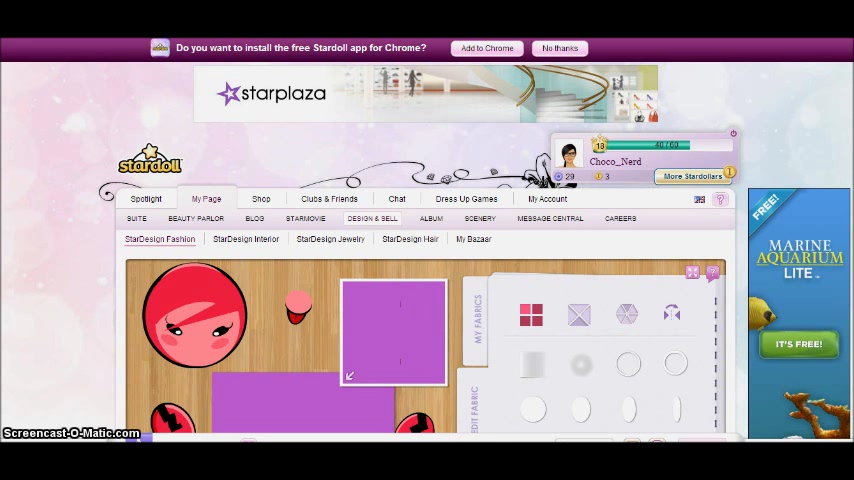 Do you want to install the free Stardoll app for Chrome?
Add to Chrome
No thanks
starplaza
stardoll
18
40 / 60
Choco_Nerd
29
3
More Stardollars
Spotlight
My Page
Shop
Clubs & Friends
Chat
Dress Up Games
My Account
?
SUITE
BEAUTY PARLOR
BLOG
STARMOVIE
DESIGN & SELL
ALBUM
SCENERY
MESSAGE CENTRAL
CAREERS
StarDesign Fashion
StarDesign Interior
StarDesign Jewelry
StarDesign Hair
My Bazaar
?
MY FABRICS
EDIT FABRIC
FREE!
MARINE
AQUARIUM
LITE
IT'S FREE!
Screencast-O-Matic.com